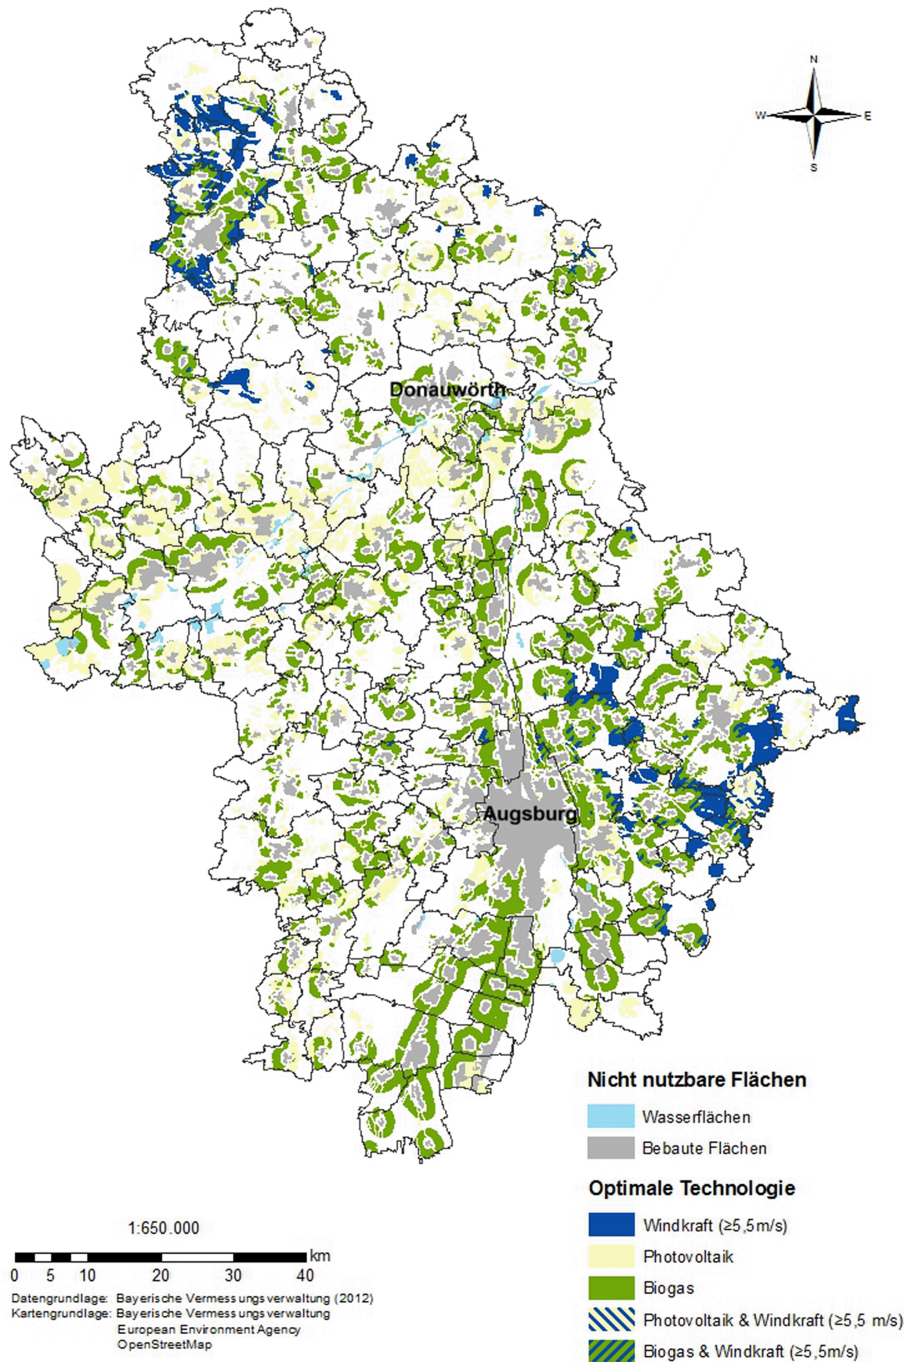 N
W E
S
Donauwörth
Augsburg
Nicht nutzbare Flächen
Wasserflächen
Bebaute Flächen
Optimale Technologie
Windkraft (≥5,5m/s)
Photovoltaik
Biogas
Photovoltaik & Windkraft (≥5,5 m/s)
Biogas & Windkraft (≥5,5m/s)
1:650.000
km
0 5 10 20 30 40
Datengrundlage: Bayerische Vermessungsverwaltung (2012)
Kartengrundlage: Bayerische Vermessungsverwaltung
European Environment Agency
OpenStreetMap